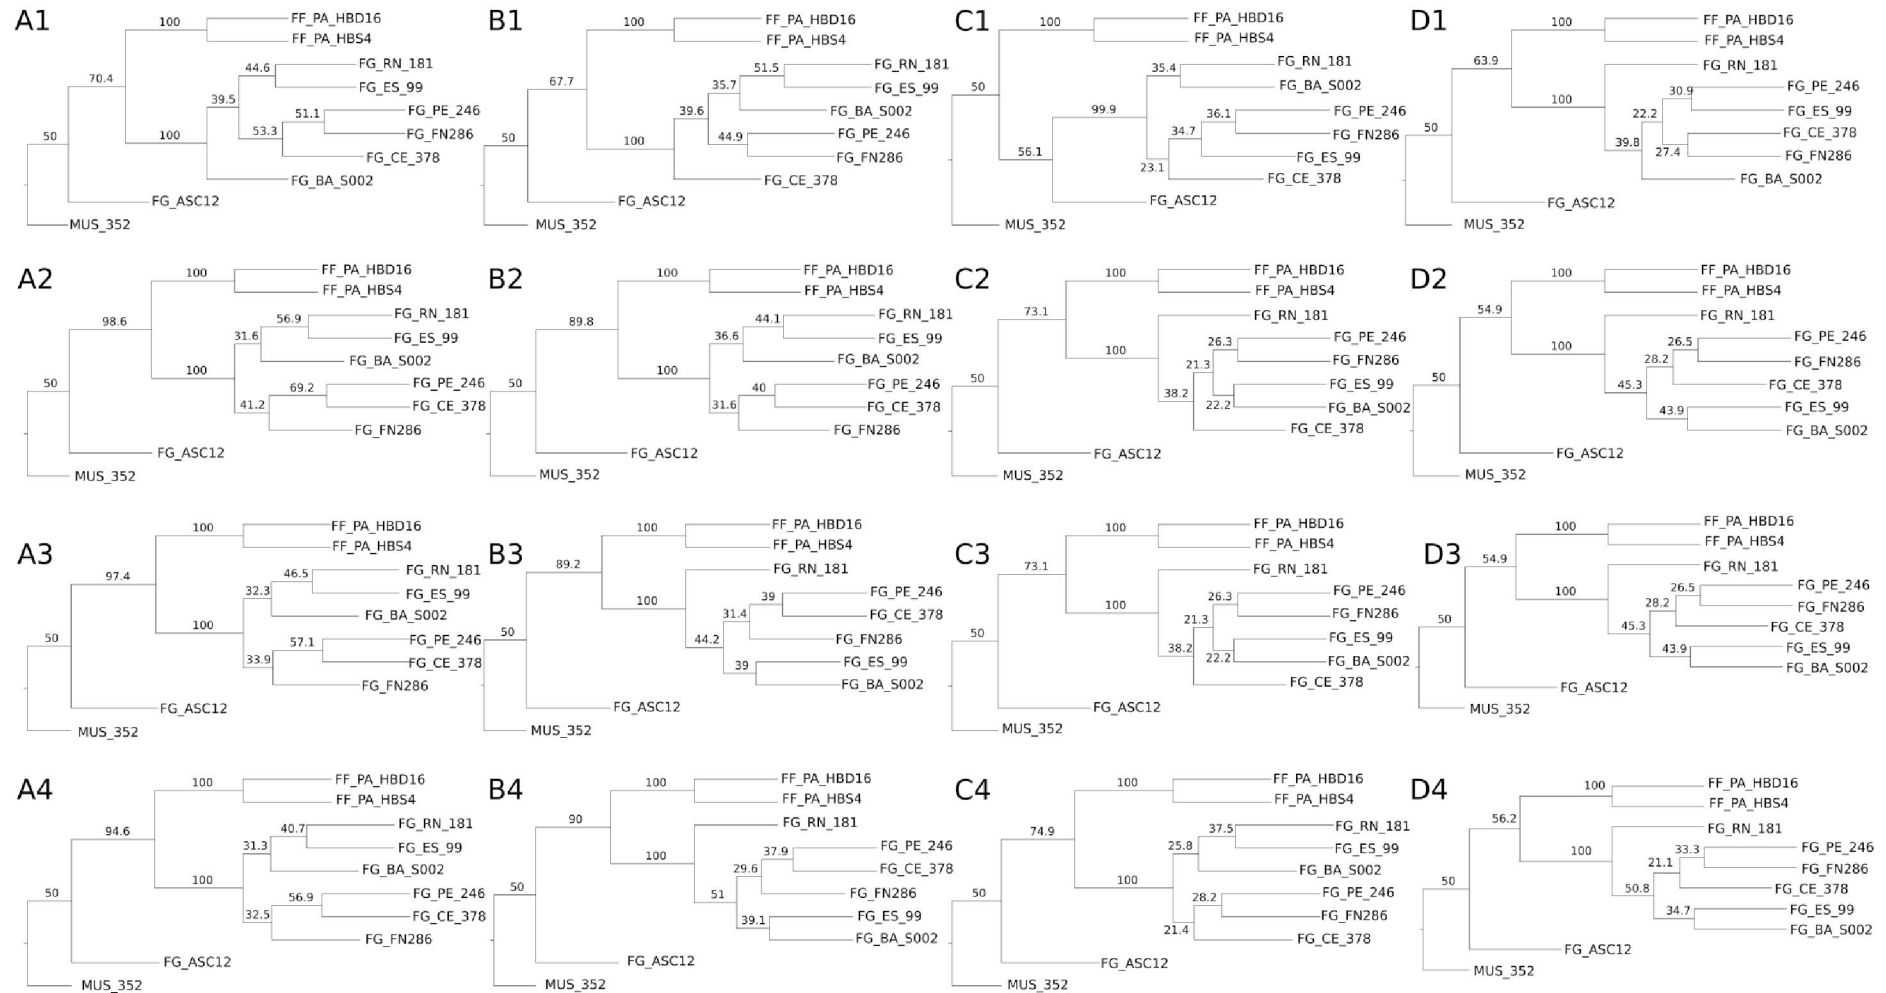 A1
100
FF_PA_HBD16
FF_PA_HBS4
70.4
44.6
FG_RN_181
FG_ES_99
39.5
51.1
FG_PE_246
FG_FN286
53.3
FG_CE_378
100
FG_BA_S002
50
FG_ASC12
MUS_352
B1
100
FF_PA_HBD16
FF_PA_HBS4
67.7
51.5
FG_RN_181
FG_ES_99
35.7
FG_BA_S002
39.6
44.9
FG_PE_246
FG_FN286
100
FG_CE_378
50
FG_ASC12
MUS_352
C1
100
FF_PA_HBD16
FF_PA_HBS4
50
35.4
FG_RN_181
FG_BA_S002
99.9
36.1
FG_PE_246
FG_FN286
34.7
FG_ES_99
23.1
FG_CE_378
56.1
FG_ASC12
MUS_352
D1
100
FF_PA_HBD16
FF_PA_HBS4
63.9
FG_RN_181
100
30.9
FG_PE_246
FG_ES_99
22.2
FG_CE_378
27.4
FG_FN286
39.8
FG_BA_S002
50
FG_ASC12
MUS_352
A2
100
FF_PA_HBD16
FF_PA_HBS4
98.6
56.9
FG_RN_181
FG_ES_99
31.6
FG_BA_S002
100
69.2
FG_PE_246
FG_CE_378
41.2
FG_FN286
50
FG_ASC12
MUS_352
B2
100
FF_PA_HBD16
FF_PA_HBS4
89.8
44.1
FG_RN_181
FG_ES_99
36.6
FG_BA_S002
100
40
FG_PE_246
FG_CE_378
31.6
FG_FN286
50
FG_ASC12
MUS_352
C2
100
FF_PA_HBD16
FF_PA_HBS4
73.1
FG_RN_181
100
26.3
FG_PE_246
FG_FN286
21.3
FG_ES_99
22.2
FG_BA_S002
38.2
FG_CE_378
50
FG_ASC12
MUS_352
D2
100
FF_PA_HBD16
FF_PA_HBS4
54.9
FG_RN_181
100
26.5
FG_PE_246
FG_FN286
28.2
FG_CE_378
45.3
43.9
FG_ES_99
FG_BA_S002
50
FG_ASC12
MUS_352
A3
100
FF_PA_HBD16
FF_PA_HBS4
97.4
46.5
FG_RN_181
FG_ES_99
32.3
FG_BA_S002
100
57.1
FG_PE_246
FG_CE_378
33.9
FG_FN286
50
FG_ASC12
MUS_352
B3
100
FF_PA_HBD16
FF_PA_HBS4
89.2
FG_RN_181
100
39
FG_PE_246
FG_CE_378
31.4
FG_FN286
44.2
39
FG_ES_99
FG_BA_S002
50
FG_ASC12
MUS_352
C3
100
FF_PA_HBD16
FF_PA_HBS4
73.1
FG_RN_181
100
26.3
FG_PE_246
FG_FN286
21.3
FG_ES_99
22.2
FG_BA_S002
38.2
FG_CE_378
50
FG_ASC12
MUS_352
D3
100
FF_PA_HBD16
FF_PA_HBS4
54.9
FG_RN_181
100
26.5
FG_PE_246
FG_FN286
28.2
FG_CE_378
45.3
43.9
FG_ES_99
FG_BA_S002
50
FG_ASC12
MUS_352
A4
100
FF_PA_HBD16
FF_PA_HBS4
94.6
40.7
FG_RN_181
FG_ES_99
31.3
FG_BA_S002
100
56.9
FG_PE_246
FG_CE_378
32.5
FG_FN286
50
FG_ASC12
MUS_352
B4
100
FF_PA_HBD16
FF_PA_HBS4
90
FG_RN_181
100
37.9
FG_PE_246
FG_CE_378
29.6
FG_FN286
51
39.1
FG_ES_99
FG_BA_S002
50
FG_ASC12
MUS_352
C4
100
FF_PA_HBD16
FF_PA_HBS4
74.9
37.5
FG_RN_181
FG_ES_99
25.8
FG_BA_S002
100
28.2
FG_PE_246
FG_FN286
21.4
FG_CE_378
50
FG_ASC12
MUS_352
D4
100
FF_PA_HBD16
FF_PA_HBS4
56.2
FG_RN_181
100
33.3
FG_PE_246
FG_FN286
21.1
FG_CE_378
50.8
34.7
FG_ES_99
FG_BA_S002
50
FG_ASC12
MUS_352